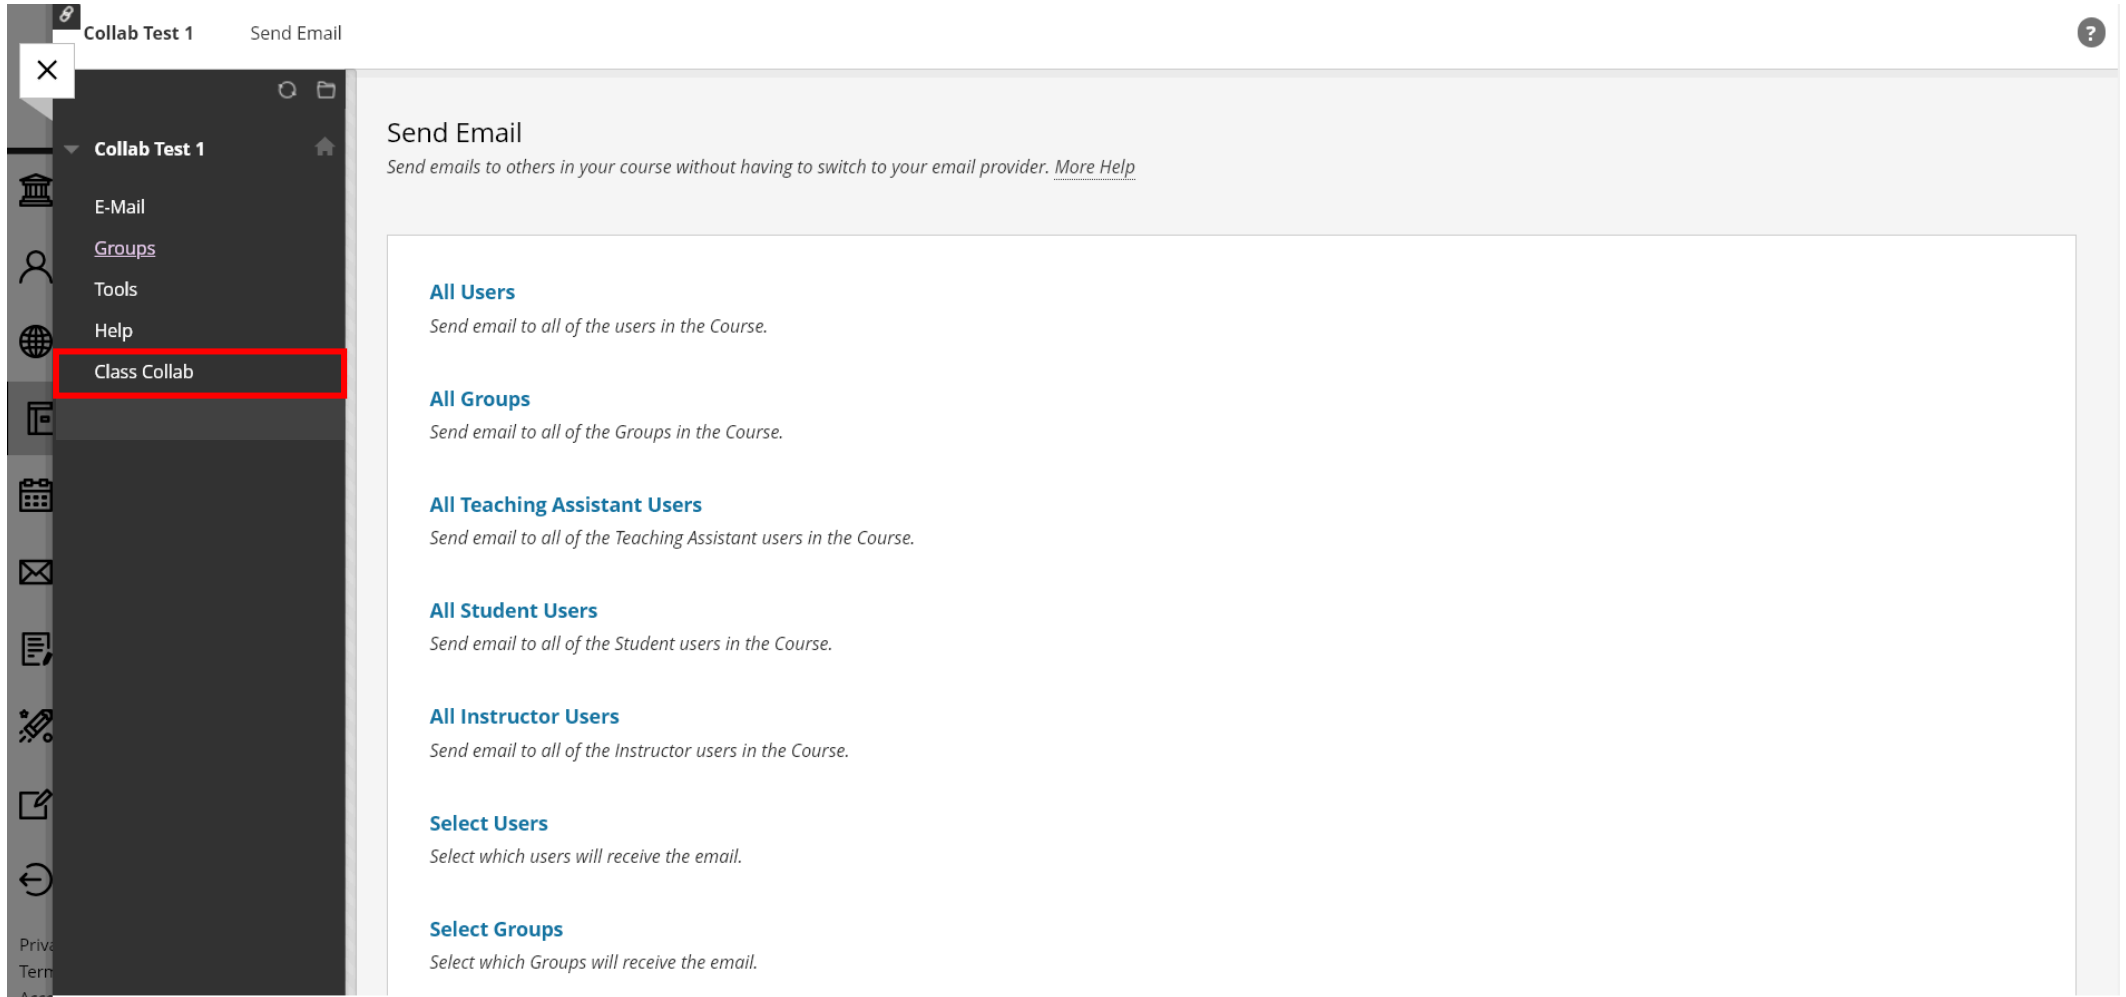 Collab Test 1 Send Email
?
Collab Test 1
E-Mail
Groups
Tools
Help
Class Collab
Send Email
Send emails to others in your course without having to switch to your email provider. More Help
All Users
Send email to all of the users in the Course.
All Groups
Send email to all of the Groups in the Course.
All Teaching Assistant Users
Send email to all of the Teaching Assistant users in the Course.
All Student Users
Send email to all of the Student users in the Course.
All Instructor Users
Send email to all of the Instructor users in the Course.
Select Users
Select which users will receive the email.
Select Groups
Select which Groups will receive the email.